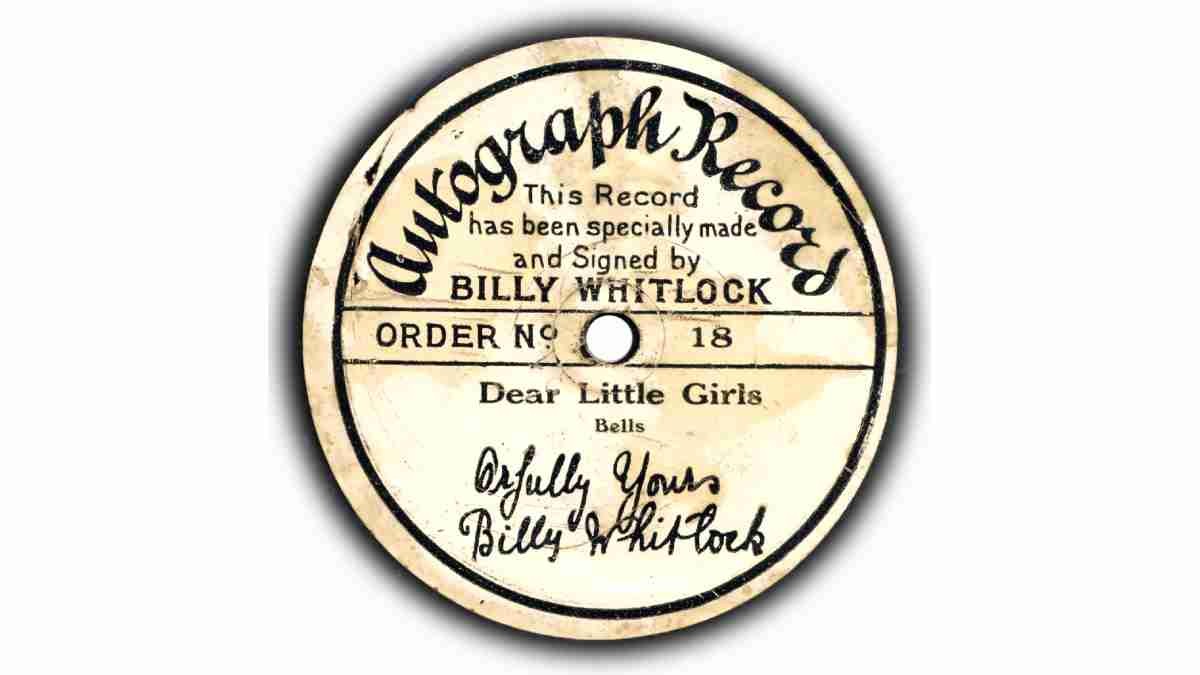 Autograph Record
This Record
has been specially made
and Signed by
BILLY WHITLOCK
ORDER Nº 18
Dear Little Girls
Bells
Orfully Yours
Billy Whitlock